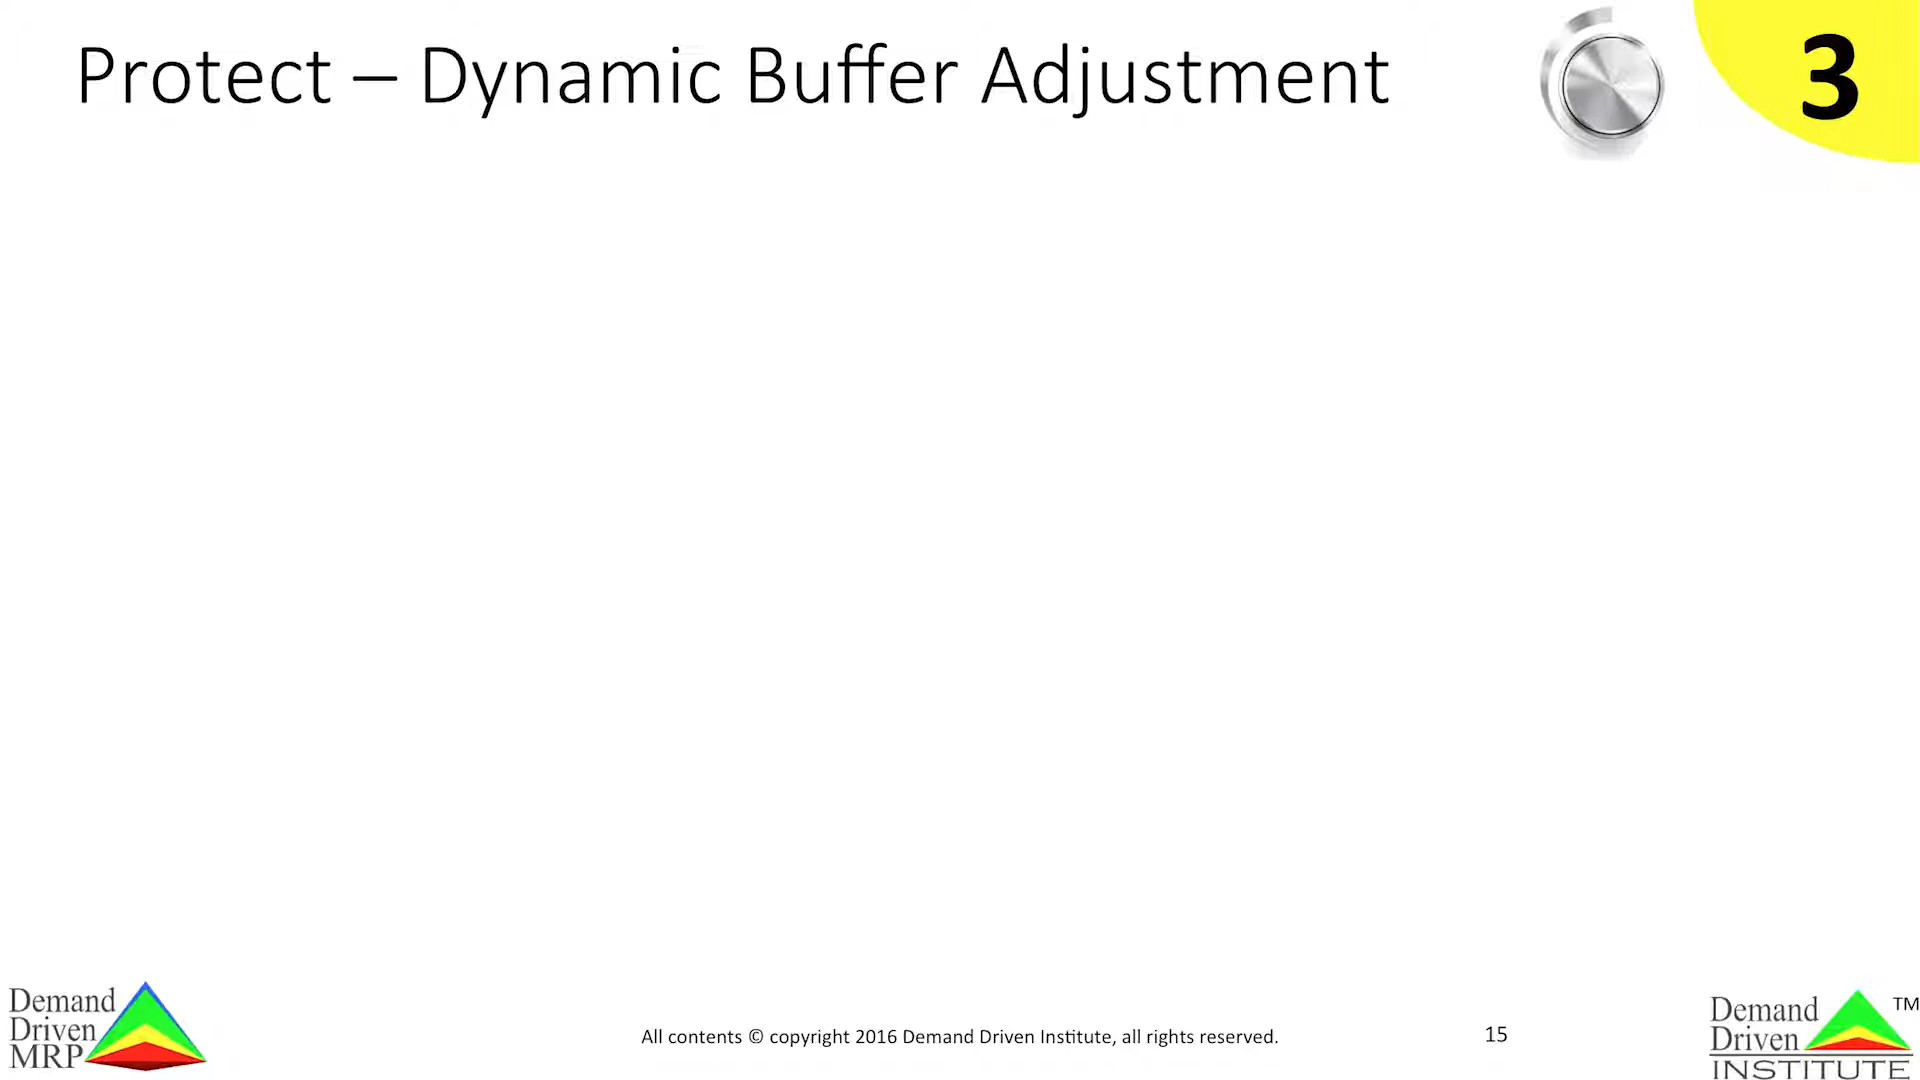 Protect – Dynamic Buffer Adjustment
3
Demand
Driven
MRP
All contents © copyright 2016 Demand Driven Institute, all rights reserved.
15
Demand
Driven
INSTITUTE
TM